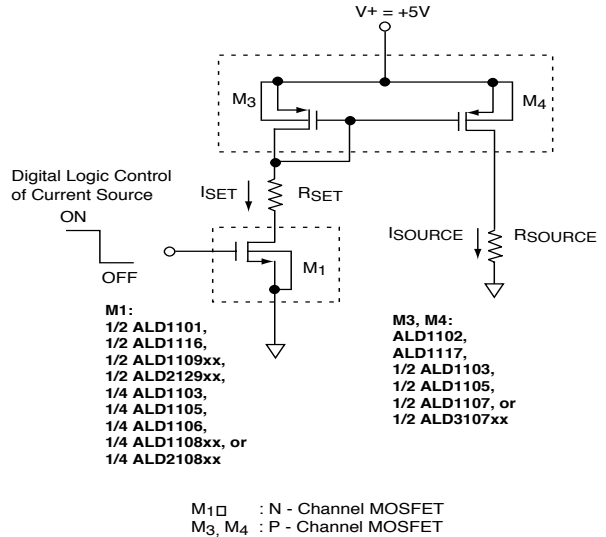 V+ = +5V
M3
M4
Digital Logic Control
of Current Source
ON
OFF
ISET
RSET
M1
ISOURCE
RSOURCE
M1:
1/2 ALD1101,
1/2 ALD1116,
1/2 ALD1109xx,
1/2 ALD2129xx,
1/4 ALD1103,
1/4 ALD1105,
1/4 ALD1106,
1/4 ALD1108xx, or
1/4 ALD2108xx
M3, M4:
ALD1102,
ALD1117,
1/2 ALD1103,
1/2 ALD1105,
1/2 ALD1107, or
1/2 ALD3107xx
M1□ : N - Channel MOSFET
M3, M4 : P - Channel MOSFET